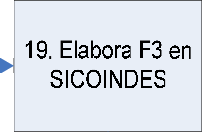 19. Elabora F3 en
SICOINDES